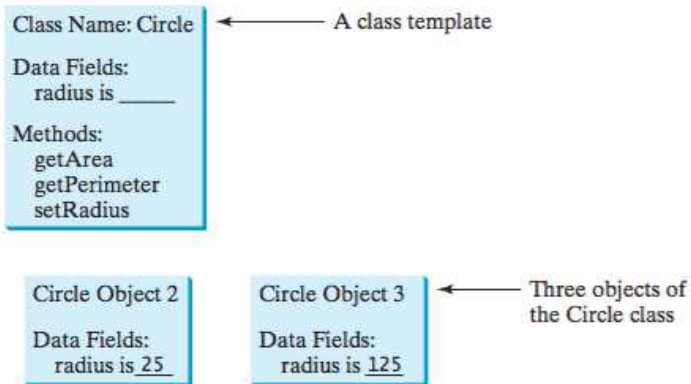 Class Name: Circle
A class template
Data Fields:
radius is _____
Methods:
getArea
getPerimeter
setRadius
Circle Object 2
Data Fields:
radius is 25
Circle Object 3
Data Fields:
radius is 125
Three objects of
the Circle class